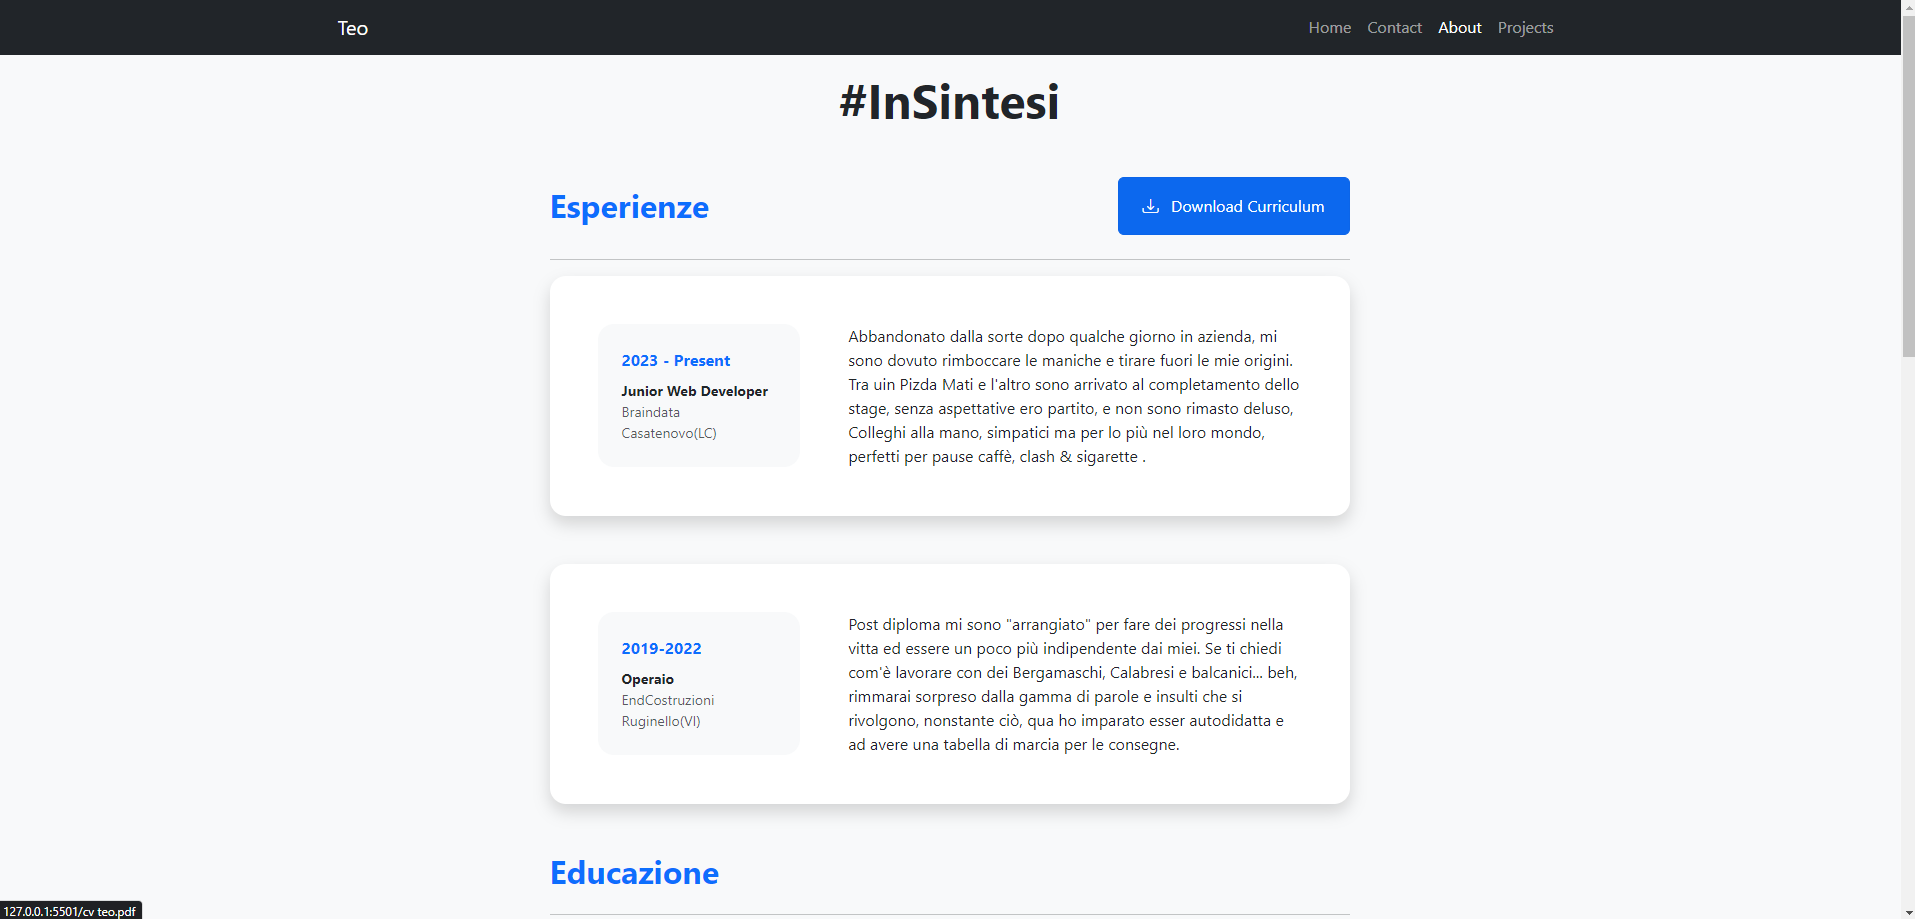 Teo
Home Contact About Projects
#InSintesi
Esperienze
Download Curriculum
2023 - Present
Junior Web Developer
Braindata
Casatenovo(LC)
Abbandonato dalla sorte dopo qualche giorno in azienda, mi
sono dovuto rimboccare le maniche e tirare fuori le mie origini.
Tra uin Pizda Mati e l'altro sono arrivato al completamento dello
stage, senza aspettative ero partito, e non sono rimasto deluso,
Colleghi alla mano, simpatici ma per lo più nel loro mondo,
perfetti per pause caffè, clash & sigarette .
2019-2022
Operaio
EndCostruzioni
Ruginello(VI)
Post diploma mi sono "arrangiato" per fare dei progressi nella
vitta ed essere un poco più indipendente dai miei. Se ti chiedi
com'è lavorare con dei Bergamaschi, Calabresi e balcanici... beh,
rimmarai sorpreso dalla gamma di parole e insulti che si
rivolgono, nonstante ciò, qua ho imparato esser autodidatta e
ad avere una tabella di marcia per le consegne.
Educazione
127.0.0.1:5501/cv teo.pdf